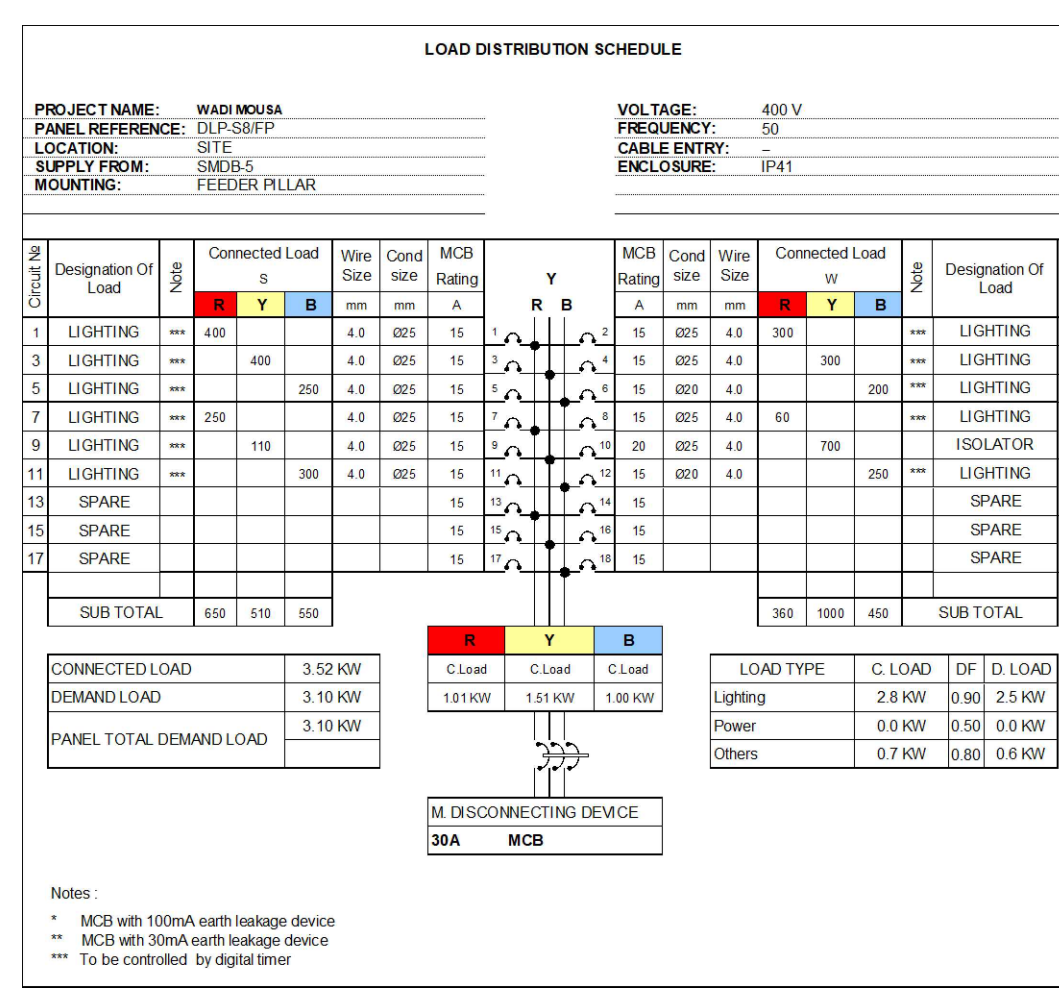 LOAD DISTRIBUTION SCHEDULE
PROJECT NAME: WADI MOUSA VOLTAGE: 400 V
PANEL REFERENCE: DLP-S8/FP FREQUENCY: 50
LOCATION: SITE CABLE ENTRY: –
SUPPLY FROM: SMDB-5 ENCLOSURE: IP41
MOUNTING: FEEDER PILLAR
Circuit № Designation Of Load Note Connected Load S Wire Size Cond size MCB Rating Y MCB Rating Cond size Wire Size Connected Load W Note Designation Of Load
R Y B mm mm A R B A mm mm R Y B
1 LIGHTING *** 400 4.0 Ø25 15 1 2 15 Ø25 4.0 300 *** LIGHTING
3 LIGHTING *** 400 4.0 Ø25 15 3 4 15 Ø25 4.0 300 *** LIGHTING
5 LIGHTING *** 250 4.0 Ø25 15 5 6 15 Ø20 4.0 200 *** LIGHTING
7 LIGHTING *** 250 4.0 Ø25 15 7 8 15 Ø25 4.0 60 *** LIGHTING
9 LIGHTING *** 110 4.0 Ø25 15 9 10 20 Ø25 4.0 700 ISOLATOR
11 LIGHTING *** 300 4.0 Ø25 15 11 12 15 Ø20 4.0 250 *** LIGHTING
13 SPARE 15 13 14 15 SPARE
15 SPARE 15 15 16 15 SPARE
17 SPARE 15 17 18 15 SPARE
SUB TOTAL 650 510 550 360 1000 450 SUB TOTAL
R Y B
CONNECTED LOAD 3.52 KW C.Load C.Load C.Load LOAD TYPE C. LOAD DF D. LOAD
DEMAND LOAD 3.10 KW 1.01 KW 1.51 KW 1.00 KW Lighting 2.8 KW 0.90 2.5 KW
PANEL TOTAL DEMAND LOAD 3.10 KW Power 0.0 KW 0.50 0.0 KW
Others 0.7 KW 0.80 0.6 KW
M. DISCONNECTING DEVICE
30A MCB
Notes :
* MCB with 100mA earth leakage device
** MCB with 30mA earth leakage device
*** To be controlled by digital timer